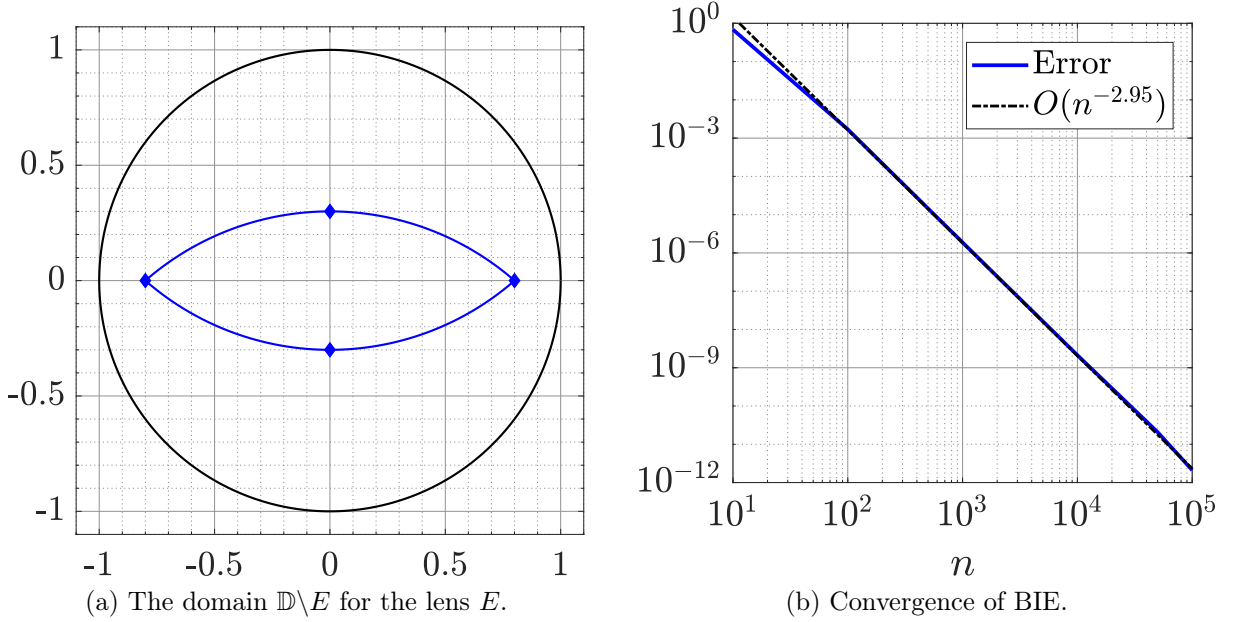 1
0.5
0
-0.5
-1
-1 -0.5 0 0.5 1
(a) The domain 𝔻\E for the lens E.
10^0
10^{-3}
10^{-6}
10^{-9}
10^{-12}
Error
O(n^{-2.95})
10^1 10^2 10^3 10^4 10^5
n
(b) Convergence of BIE.